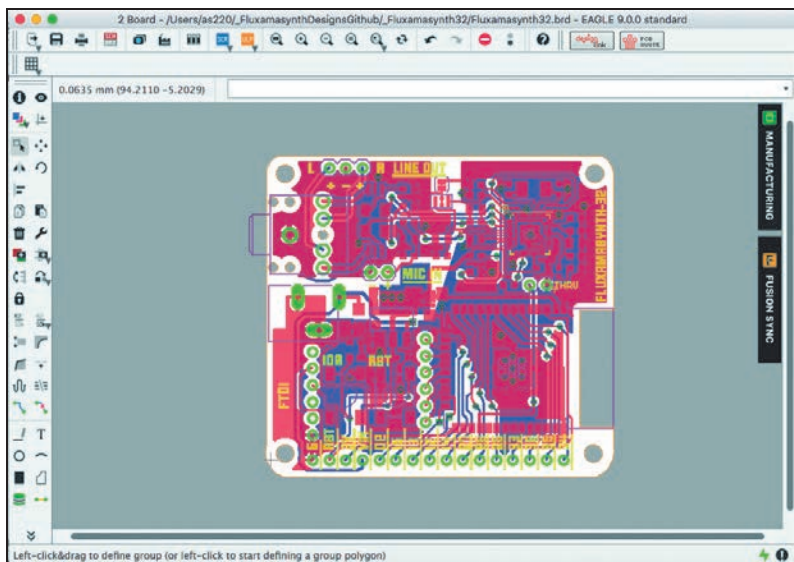 2 Board - /Users/as220/_FluxamasynthDesignsGithub/_Fluxamasynth32/Fluxamasynth32.brd - EAGLE 9.0.0 standard
0.0635 mm (94.2110 -5.2029)
MANUFACTURING
FUSION SYNC
L
R
LINE OUT
+ - +
FLUXAMASYNTH-32
MIC
IO0
RST
FTDI
Left-click&drag to define group (or left-click to start defining a group polygon)